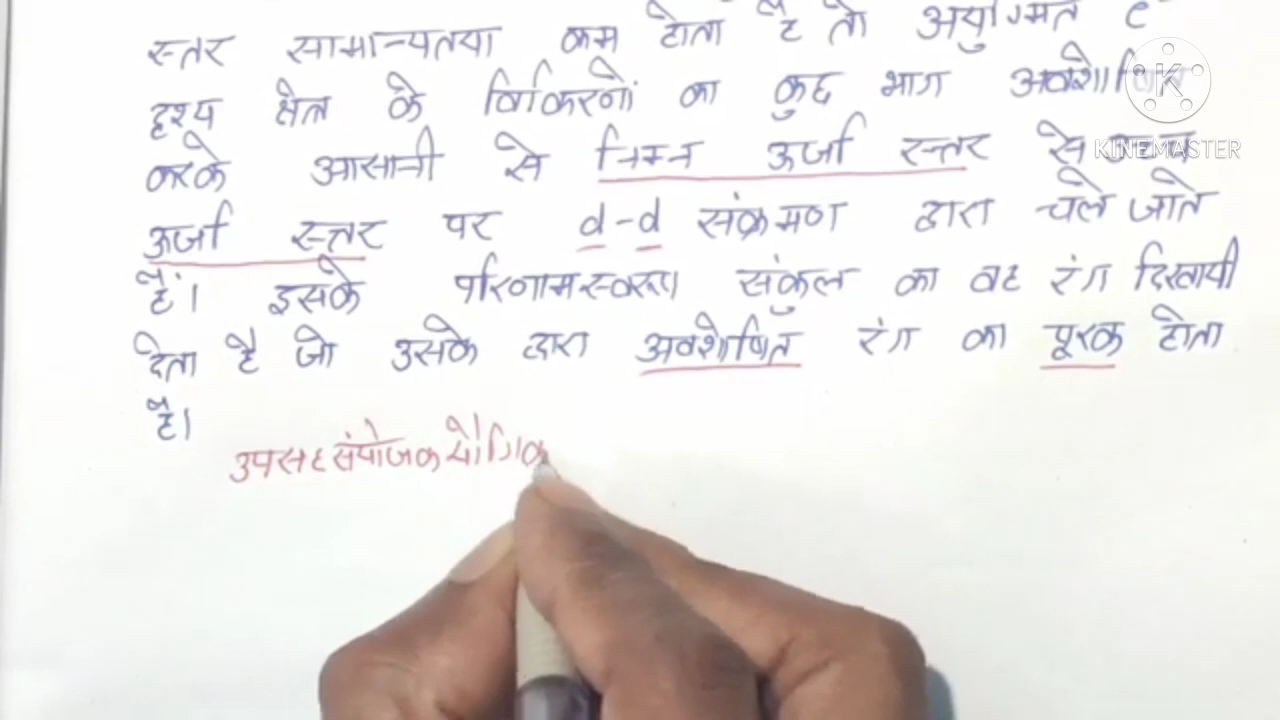 स्तर सामान्यतया कम होता है तो अयुग्मित e
दृश्य क्षेत्र के विकिरणों का कुछ भाग अवशोषित
करके आसानी से निम्न ऊर्जा स्तर से उच्च
ऊर्जा स्तर पर d-d संक्रमण द्वारा चले जाते
हैं। इसके परिणामस्वरूप संकुल का वह रंग दिखायी
देता है जो उसके द्वारा अवशोषित रंग का पूरक होता
है।
उपसहसंयोजक यौगिक
K
KINEMASTER